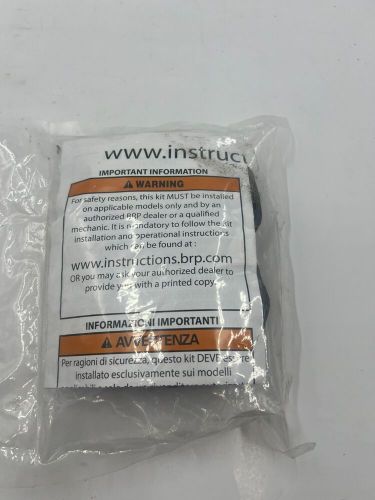 www.instruc
IMPORTANT INFORMATION
WARNING
For safety reasons, this kit MUST be installed
on applicable models only and by an
authorized BRP dealer or a qualified
mechanic. It is mandatory to follow the kit
installation and operational instructions
which can be found at :
www.instructions.brp.com
OR you may ask your authorized dealer to
provide you with a printed copy.
INFORMAZIONI IMPORTANTI
AVVERTENZA
Per ragioni di sicurezza, questo kit DEVE essere
installato esclusivamente sui modelli